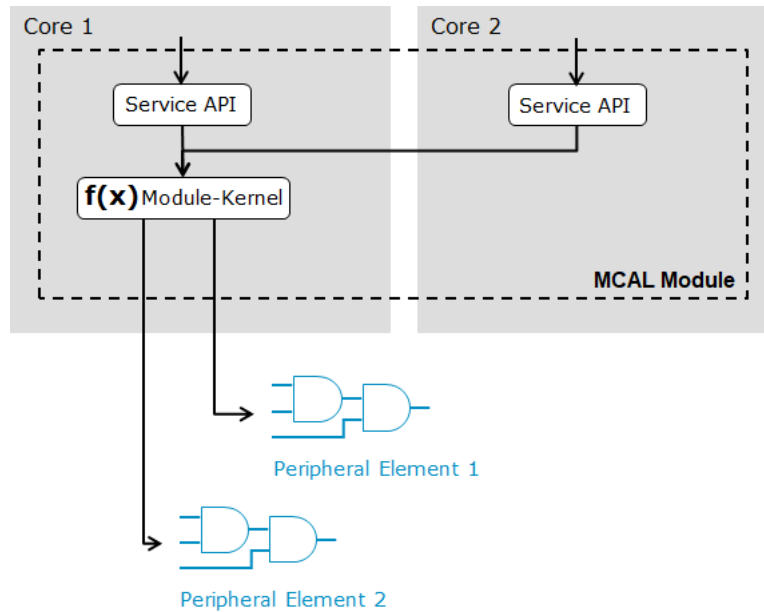 Core 1
Core 2
Service API
Service API
f(x) Module-Kernel
MCAL Module
Peripheral Element 1
Peripheral Element 2